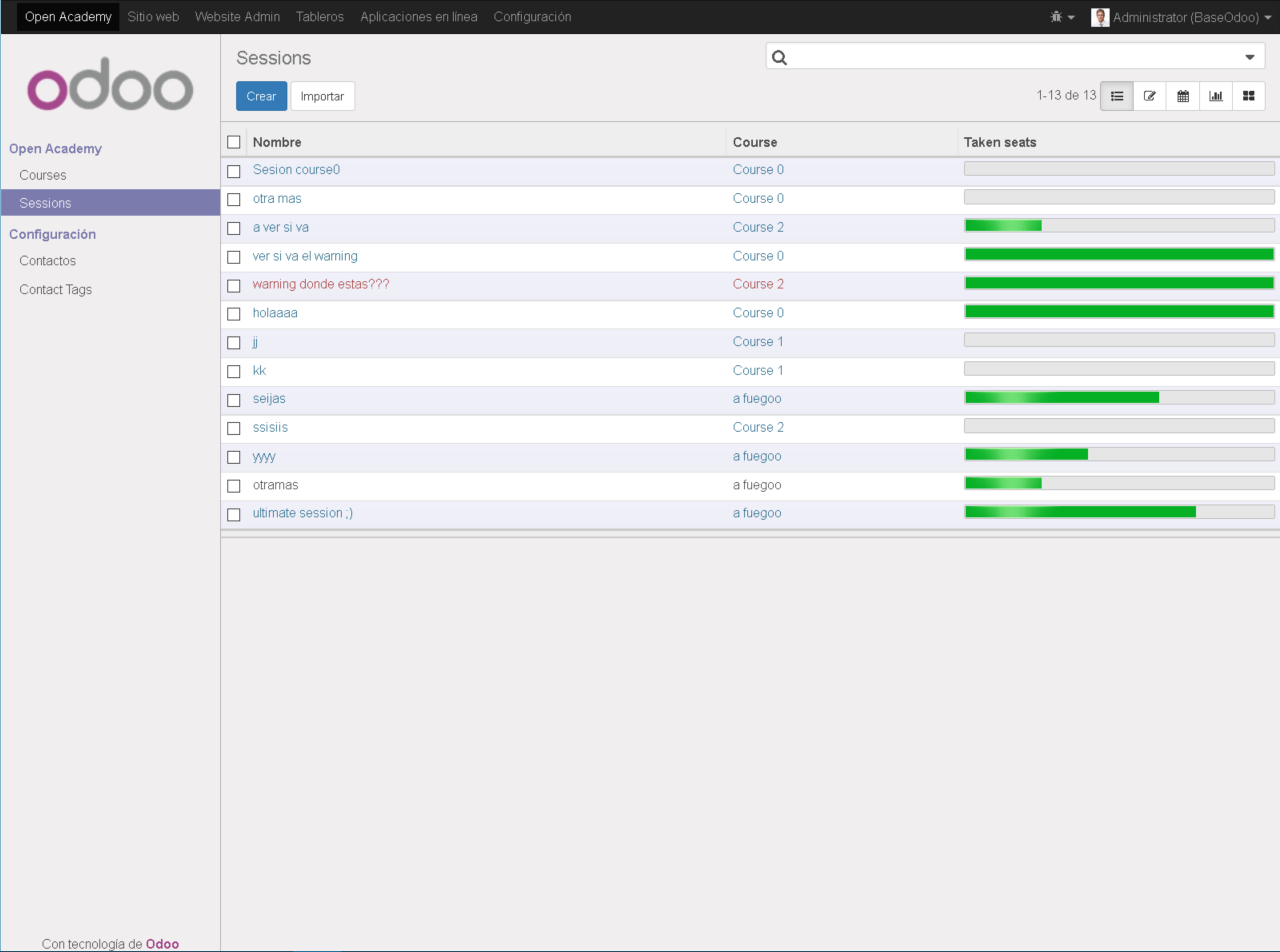 Open Academy Sitio web Website Admin Tableros Aplicaciones en línea Configuración Administrator (BaseOdoo)
odoo
Open Academy
Courses
Sessions
Configuración
Contactos
Contact Tags
Con tecnología de Odoo
Sessions
Crear Importar 1-13 de 13
Nombre Course Taken seats
Sesion course0 Course 0
otra mas Course 0
a ver si va Course 2
ver si va el warning Course 0
warning donde estas??? Course 2
holaaaa Course 0
jj Course 1
kk Course 1
seijas a fuegoo
ssisiis Course 2
yyyy a fuegoo
otramas a fuegoo
ultimate session ;) a fuegoo